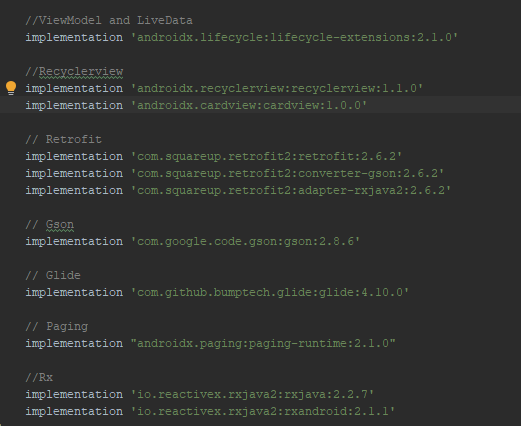 //ViewModel and LiveData
implementation 'androidx.lifecycle:lifecycle-extensions:2.1.0'
//Recyclerview
implementation 'androidx.recyclerview:recyclerview:1.1.0'
implementation 'androidx.cardview:cardview:1.0.0'
// Retrofit
implementation 'com.squareup.retrofit2:retrofit:2.6.2'
implementation 'com.squareup.retrofit2:converter-gson:2.6.2'
implementation 'com.squareup.retrofit2:adapter-rxjava2:2.6.2'
// Gson
implementation 'com.google.code.gson:gson:2.8.6'
// Glide
implementation 'com.github.bumptech.glide:glide:4.10.0'
// Paging
implementation "androidx.paging:paging-runtime:2.1.0"
//Rx
implementation 'io.reactivex.rxjava2:rxjava:2.2.7'
implementation 'io.reactivex.rxjava2:rxandroid:2.1.1'